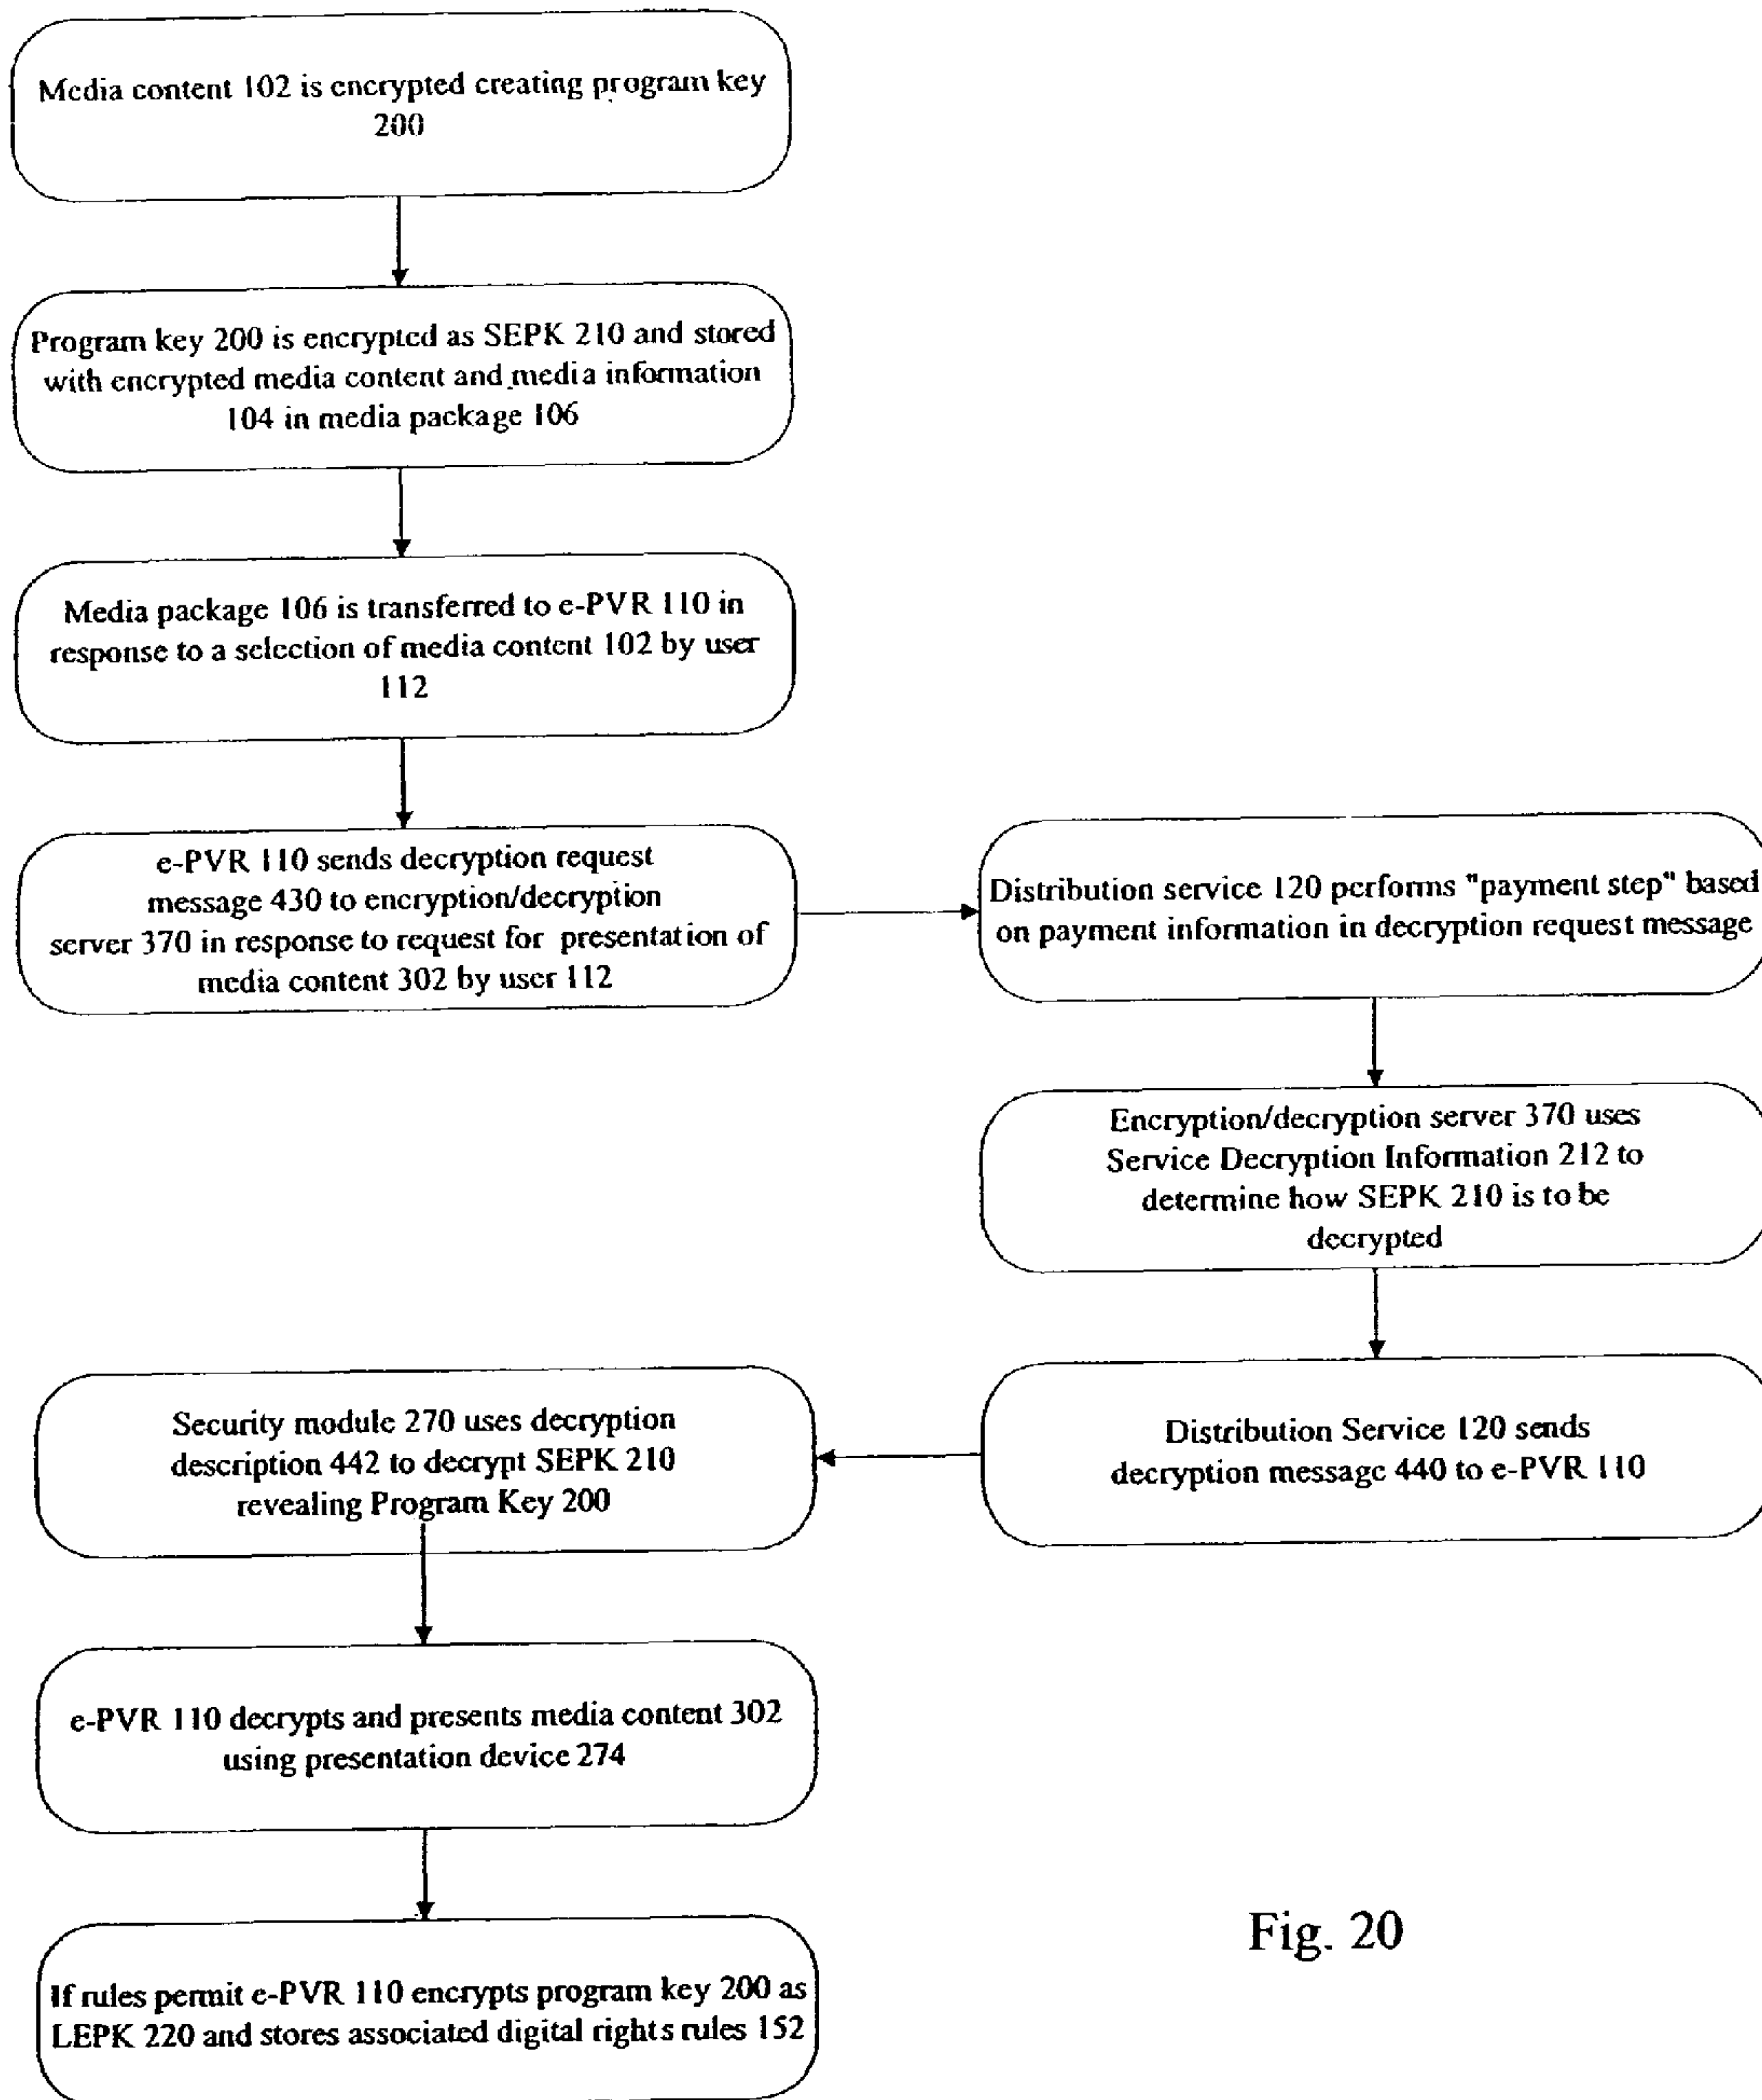 Media content 102 is encrypted creating program key
200
Program key 200 is encrypted as SEPK 210 and stored
with encrypted media content and media information
104 in media package 106
Media package 106 is transferred to e-PVR 110 in
response to a selection of media content 102 by user
112
e-PVR 110 sends decryption request
message 430 to encryption/decryption
server 370 in response to request for presentation of
media content 302 by user 112
Distribution service 120 performs "payment step" based
on payment information in decryption request message
Encryption/decryption server 370 uses
Service Decryption Information 212 to
determine how SEPK 210 is to be
decrypted
Distribution Service 120 sends
decryption message 440 to e-PVR 110
Security module 270 uses decryption
description 442 to decrypt SEPK 210
revealing Program Key 200
e-PVR 110 decrypts and presents media content 302
using presentation device 274
If rules permit e-PVR 110 encrypts program key 200 as
LEPK 220 and stores associated digital rights rules 152
Fig. 20